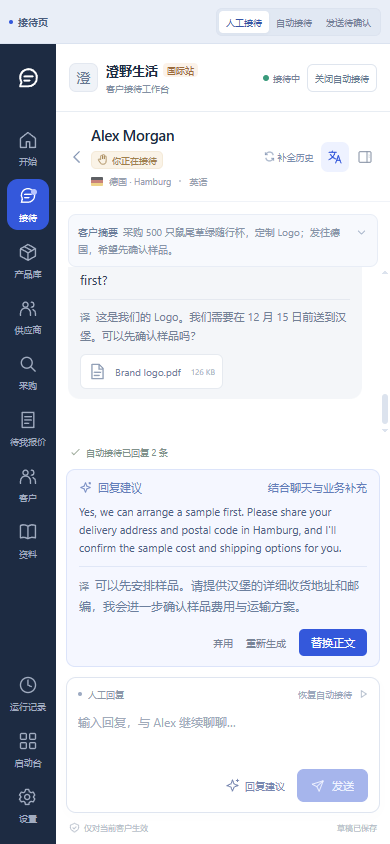 接待页
人工接待
自动接待
发送待确认
澄
澄野生活
国际站
客户接待工作台
接待中
关闭自动接待
开始
接待
产品库
供应商
采购
待我报价
客户
资料
运行记录
启动台
设置
Alex Morgan
你正在接待
补全历史
德国 · Hamburg · 英语
客户摘要 采购 500 只鼠尾草绿随行杯，定制 Logo；发往德
国，希望先确认样品。
first?
译 这是我们的 Logo。我们需要在 12 月 15 日前送到汉
堡。可以先确认样品吗？
Brand logo.pdf 126 KB
自动接待已回复 2 条
回复建议
结合聊天与业务补充
Yes, we can arrange a sample first. Please share your
delivery address and postal code in Hamburg, and I'll
confirm the sample cost and shipping options for you.
译 可以先安排样品。请提供汉堡的详细收货地址和邮
编，我会进一步确认样品费用与运输方案。
弃用
重新生成
替换正文
人工回复
恢复自动接待
输入回复，与 Alex 继续聊聊...
回复建议
发送
仅对当前客户生效
草稿已保存